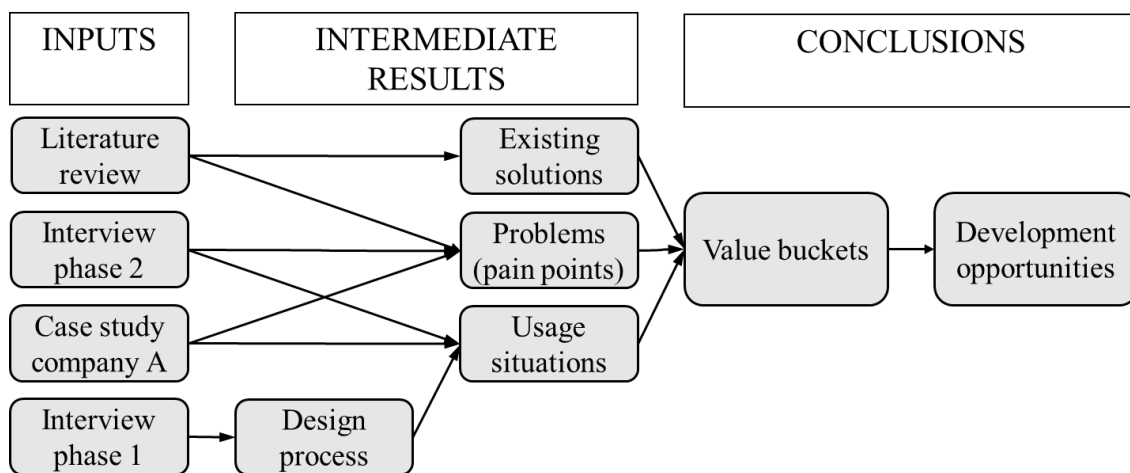 INPUTS
INTERMEDIATE
RESULTS
CONCLUSIONS
Literature
review
Existing
solutions
Interview
phase 2
Problems
(pain points)
Value buckets
Development
opportunities
Case study
company A
Usage
situations
Interview
phase 1
Design
process